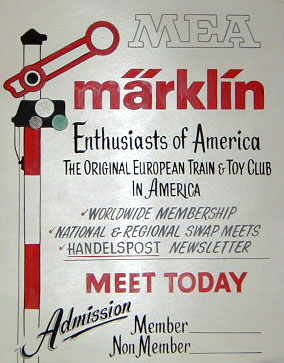 MEA
märklin
Enthusiasts of America
THE ORIGINAL EUROPEAN TRAIN & TOY CLUB
IN AMERICA
✓WORLDWIDE MEMBERSHIP
✓NATIONAL & REGIONAL SWAP MEETS
✓HANDELSPOST NEWSLETTER
MEET TODAY
Admission
Member
Non Member